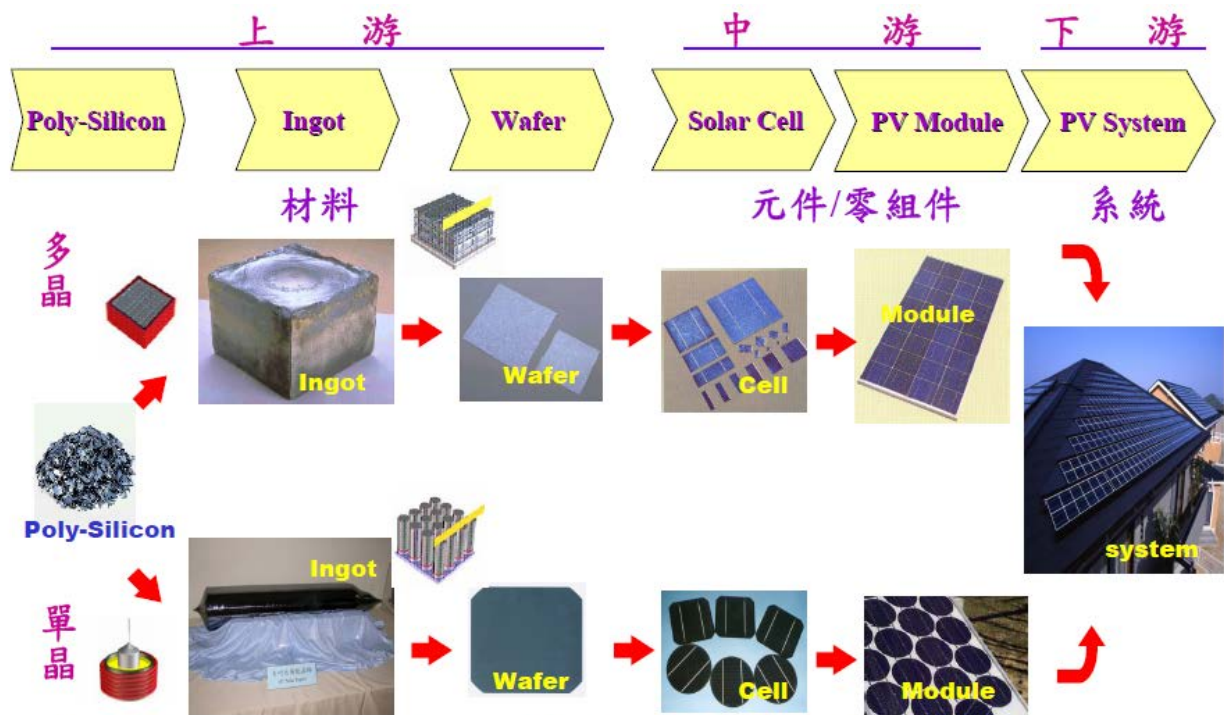 上 游
中 游
下 游
Poly-Silicon
Ingot
Wafer
Solar Cell
PV Module
PV System
材料
元件/零組件
系統
多晶
Ingot
Wafer
Cell
Module
Poly-Silicon
system
單晶
Ingot
Wafer
Cell
Module